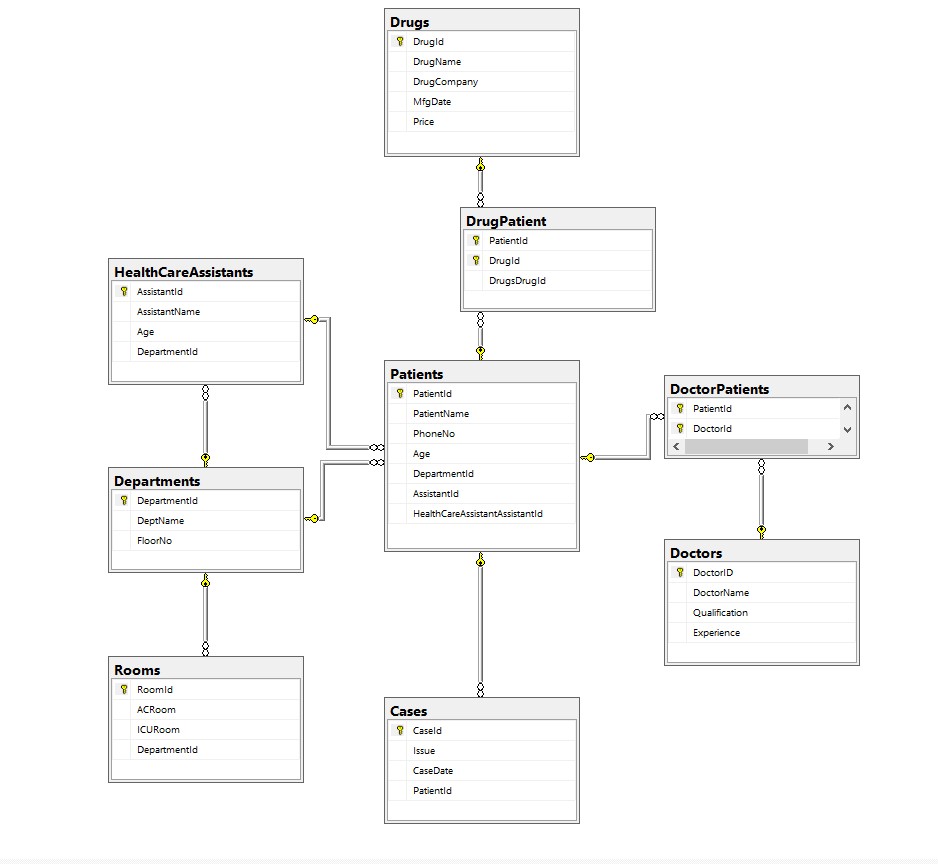 Drugs
DrugId
DrugName
DrugCompany
MfgDate
Price
DrugPatient
PatientId
DrugId
DrugsDrugId
HealthCareAssistants
AssistantId
AssistantName
Age
DepartmentId
Patients
PatientId
PatientName
PhoneNo
Age
DepartmentId
AssistantId
HealthCareAssistantAssistantId
DoctorPatients
PatientId
DoctorId
Departments
DepartmentId
DeptName
FloorNo
Doctors
DoctorID
DoctorName
Qualification
Experience
Rooms
RoomId
ACRoom
ICURoom
DepartmentId
Cases
CaseId
Issue
CaseDate
PatientId